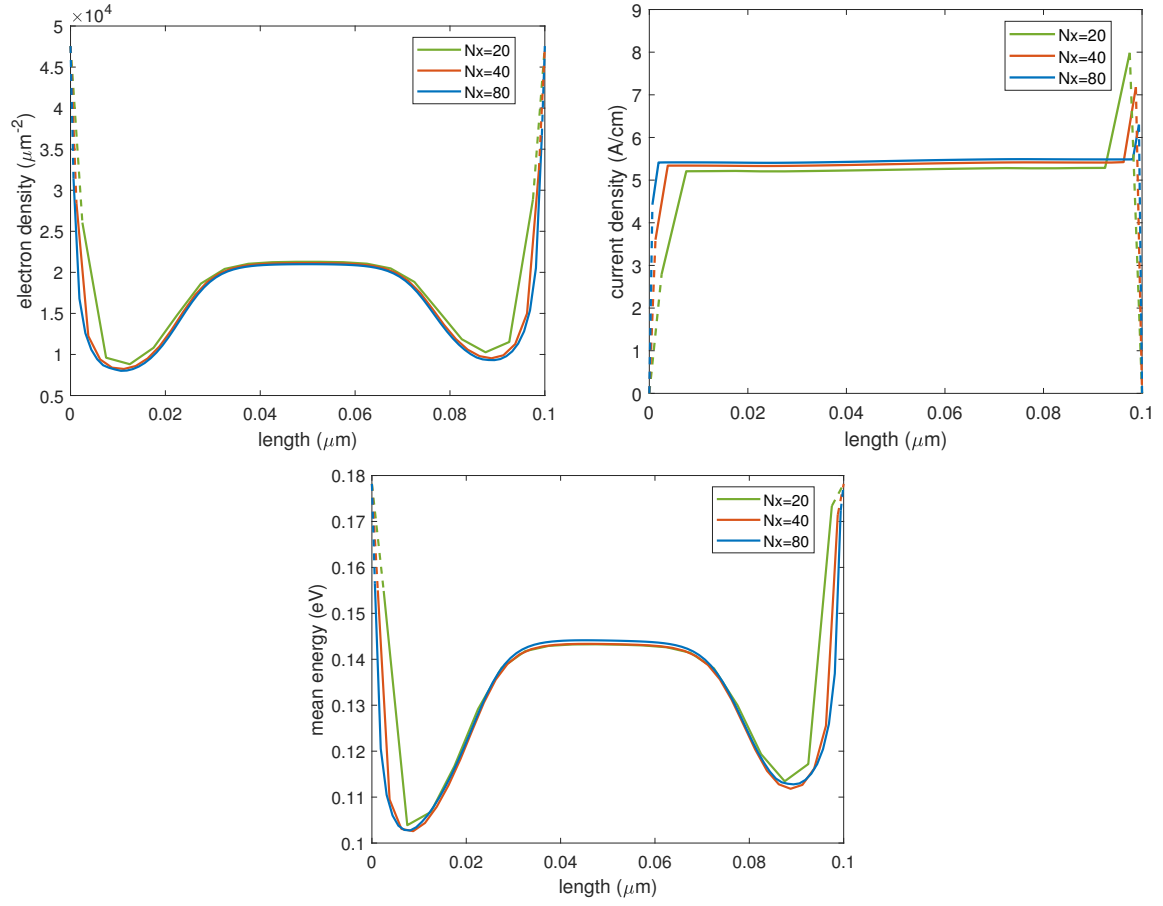 ×10⁴
5
4.5
4
3.5
3
2.5
2
1.5
1
0.5
electron density (μm⁻²)
0 0.02 0.04 0.06 0.08 0.1
length (μm)
Nx=20
Nx=40
Nx=80
9
8
7
6
5
4
3
2
1
0
current density (A/cm)
0 0.02 0.04 0.06 0.08 0.1
length (μm)
Nx=20
Nx=40
Nx=80
0.18
0.17
0.16
0.15
0.14
0.13
0.12
0.11
0.1
mean energy (eV)
0 0.02 0.04 0.06 0.08 0.1
length (μm)
Nx=20
Nx=40
Nx=80